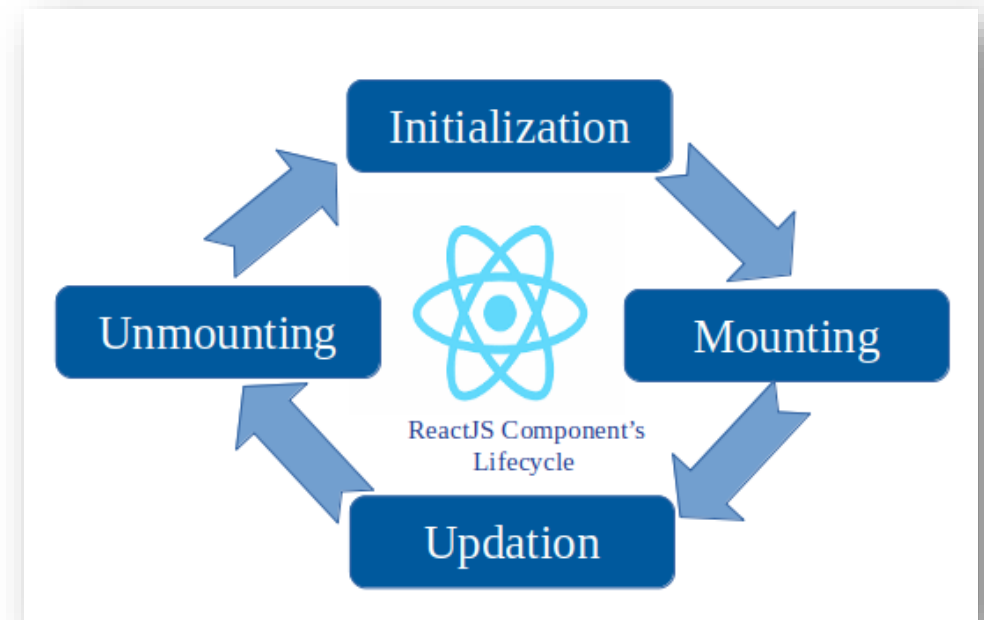 Initialization
Unmounting
Mounting
ReactJS Component’s
Lifecycle
Updation